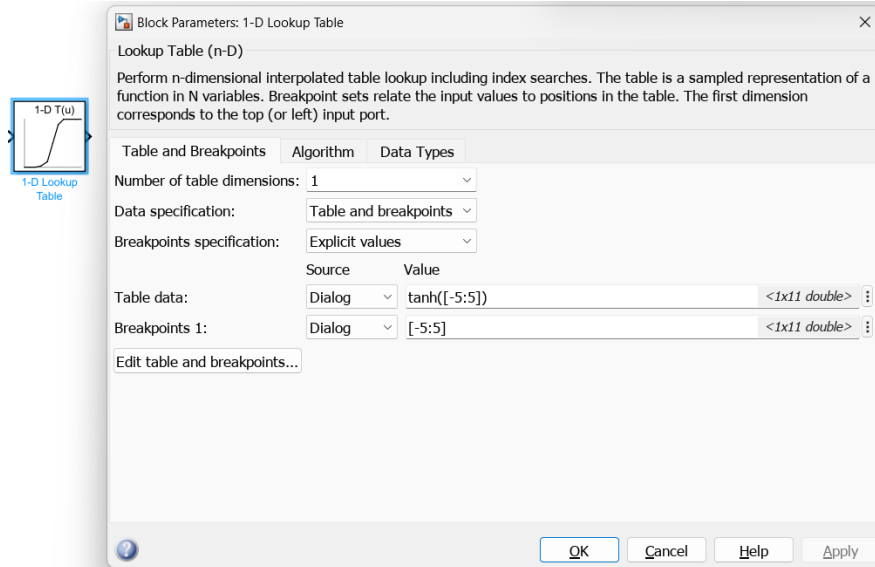 Block Parameters: 1-D Lookup Table
Lookup Table (n-D)
Perform n-dimensional interpolated table lookup including index searches. The table is a sampled representation of a
function in N variables. Breakpoint sets relate the input values to positions in the table. The first dimension
corresponds to the top (or left) input port.
1-D T(u)
1-D Lookup
Table
Table and Breakpoints Algorithm Data Types
Number of table dimensions: 1
Data specification: Table and breakpoints
Breakpoints specification: Explicit values
Source Value
Table data: Dialog tanh([-5:5]) <1x11 double>
Breakpoints 1: Dialog [-5:5] <1x11 double>
Edit table and breakpoints...
OK Cancel Help Apply